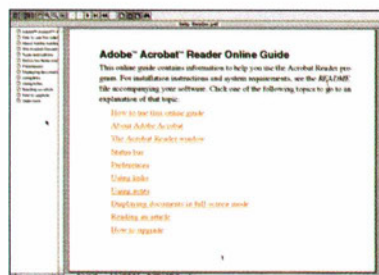 Help_Reader.pdf
Adobe™ Acrobat™ Reader Online Guide
This online guide contains information to help you use the Acrobat Reader pro-
gram. For installation instructions and system requirements, see the README
file accompanying your software. Click one of the following topics to go to an
explanation of that topic.
How to use this online guide
About Adobe Acrobat
The Acrobat Reader window
Status bar
Preferences
Using links
Using notes
Displaying documents in full-screen mode
Reading an article
How to upgrade
1